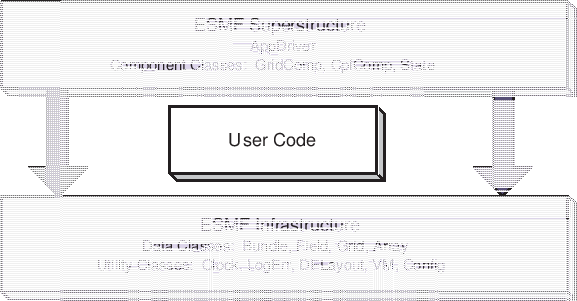 ESMF Superstructure
AppDriver
Component Classes: GridComp, CplComp, State
User Code
ESMF Infrastructure
Data Classes: Bundle, Field, Grid, Array
Utility Classes: Clock, LogErr, DELayout, VM, Config